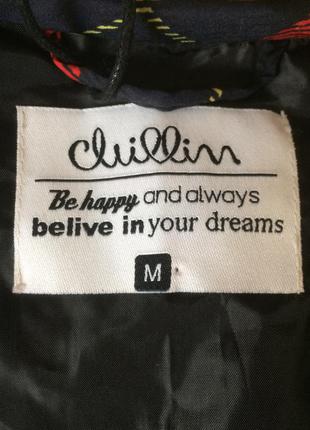 chillin
Be happy and always
belive in your dreams
M